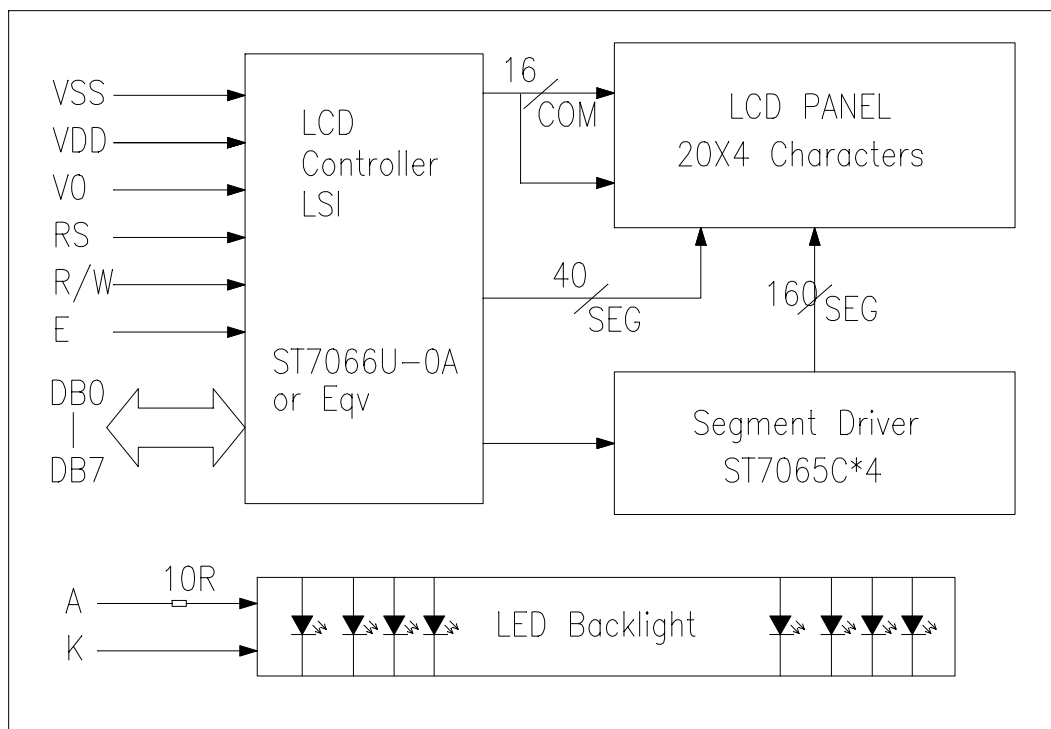 VSS
VDD
V0
RS
R/W
E
DB0
DB7
LCD
Controller
LSI
ST7066U-0A
or Eqv
16
COM
LCD PANEL
20X4 Characters
40
SEG
160
SEG
Segment Driver
ST7065C*4
A
10R
K
LED Backlight